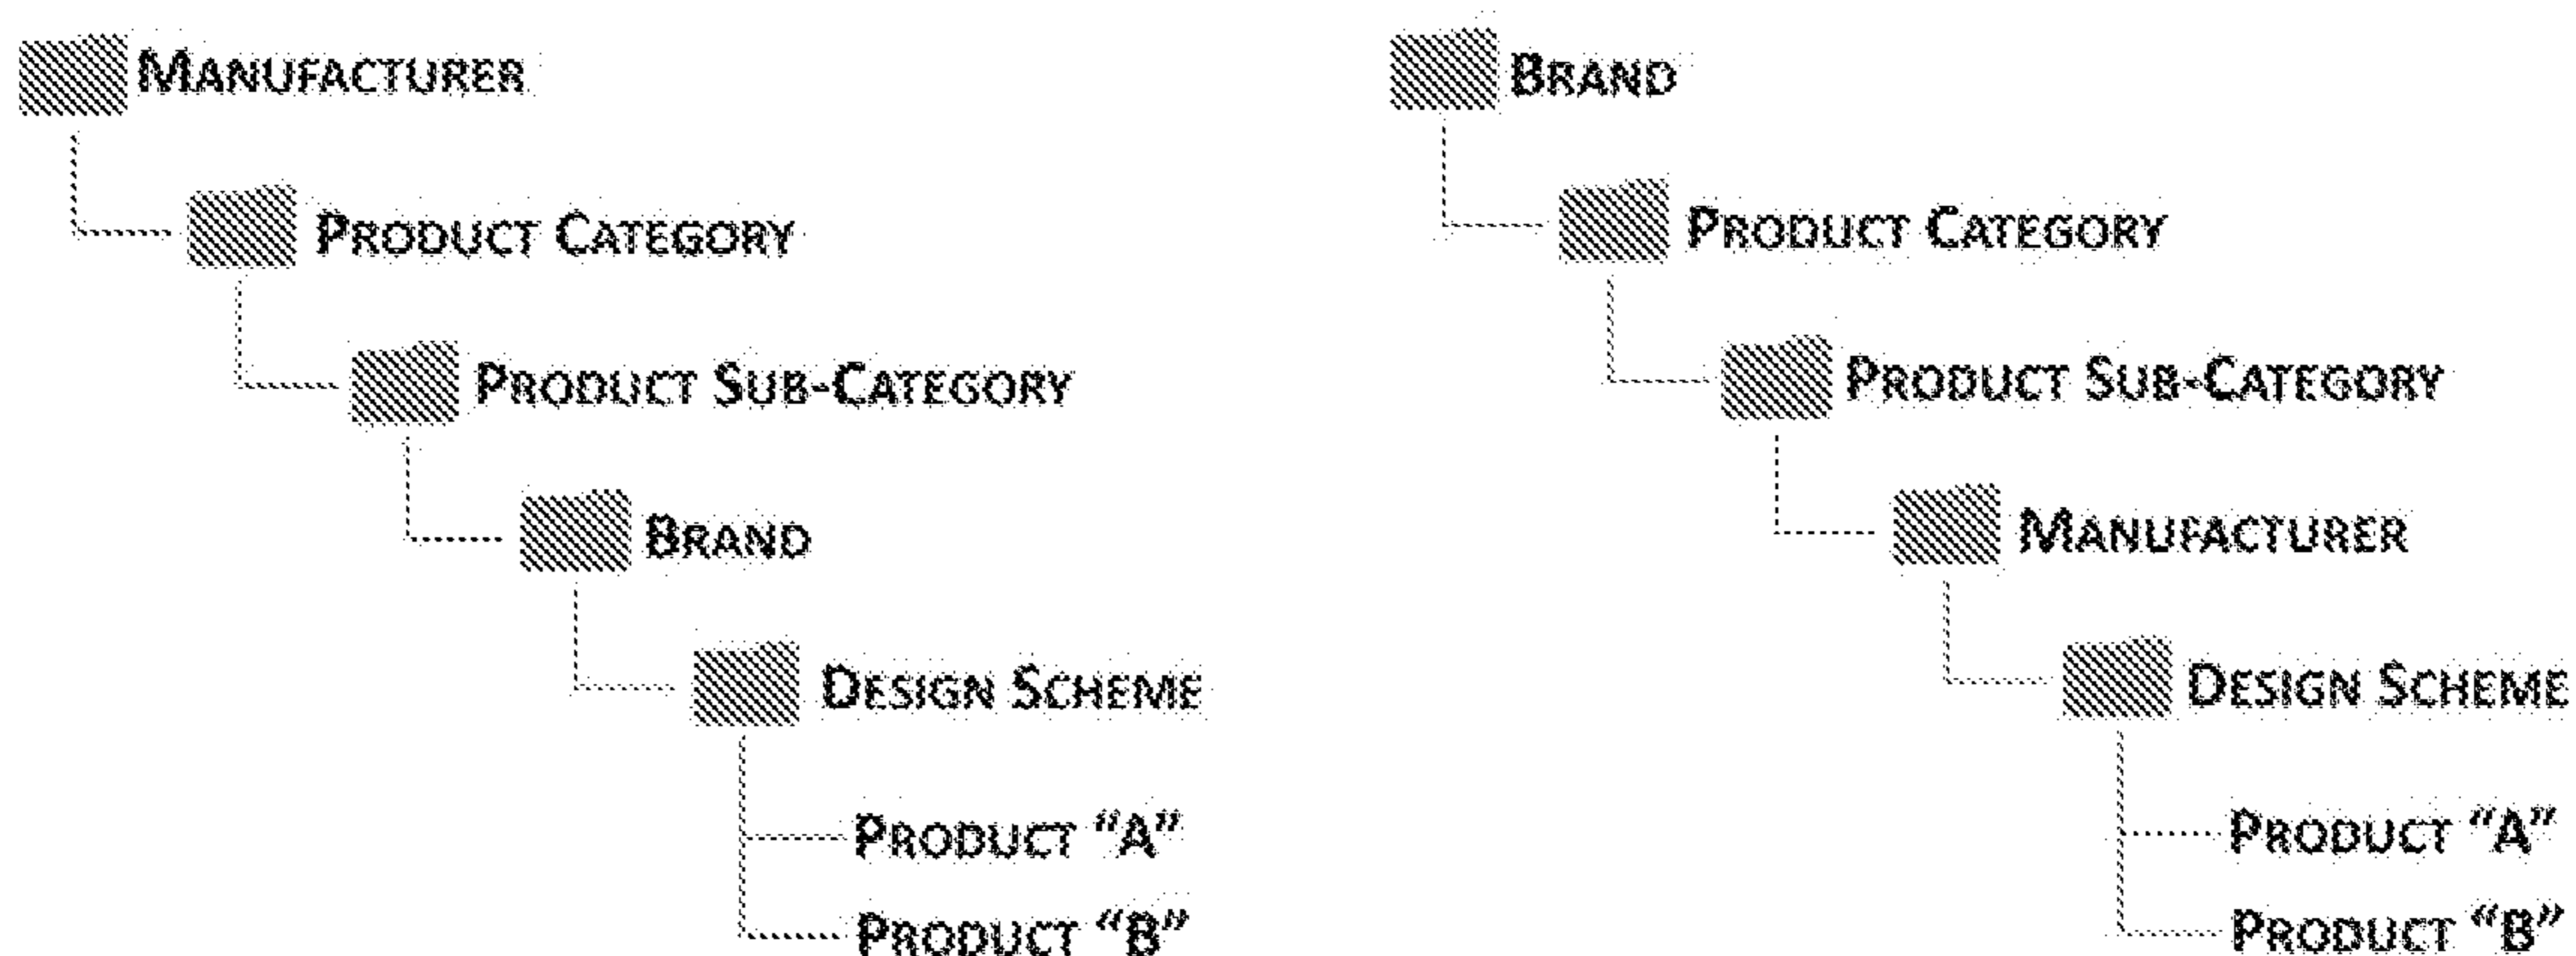 MANUFACTURER
PRODUCT CATEGORY
PRODUCT SUB-CATEGORY
BRAND
DESIGN SCHEME
PRODUCT “A”
PRODUCT “B”
BRAND
PRODUCT CATEGORY
PRODUCT SUB-CATEGORY
MANUFACTURER
DESIGN SCHEME
PRODUCT “A”
PRODUCT “B”